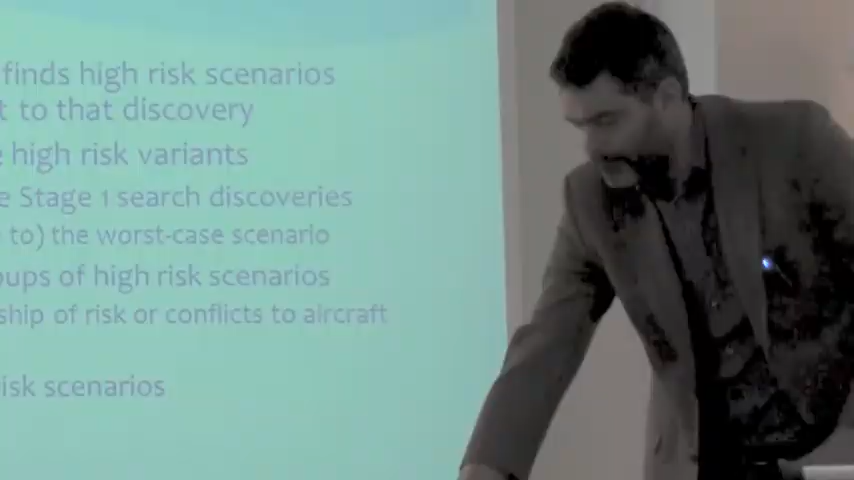 finds high risk scenarios
t to that discovery
e high risk variants
e Stage 1 search discoveries
to) the worst-case scenario
oups of high risk scenarios
ship of risk or conflicts to aircraft
isk scenarios